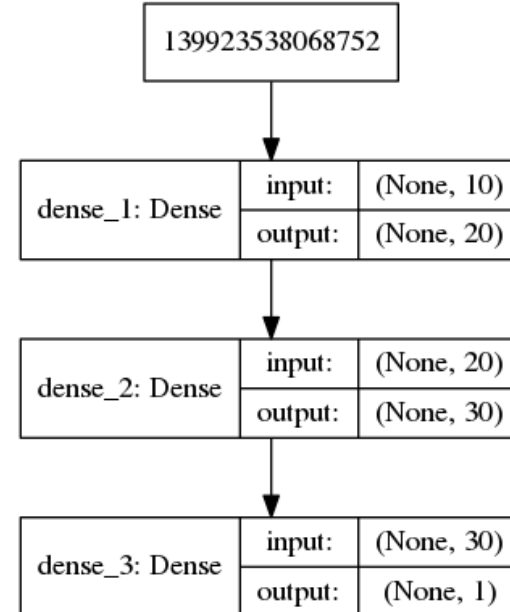 139923538068752
dense_1: Dense
input:
(None, 10)
output:
(None, 20)
dense_2: Dense
input:
(None, 20)
output:
(None, 30)
dense_3: Dense
input:
(None, 30)
output:
(None, 1)